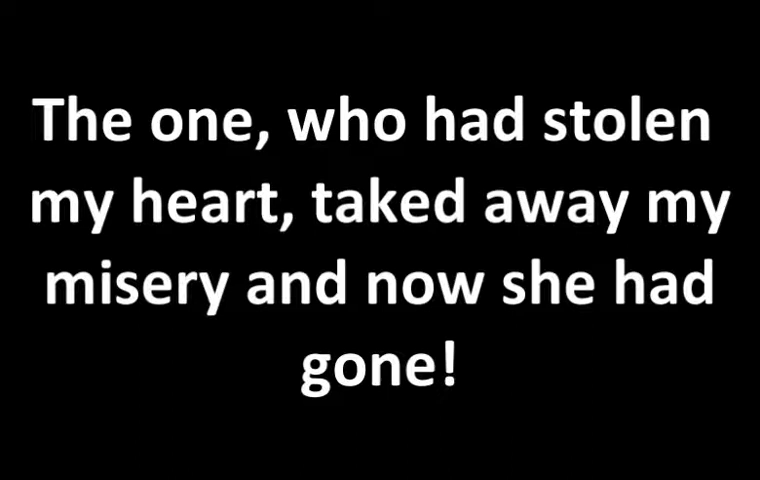 The one, who had stolen
my heart, taked away my
misery and now she had
gone!